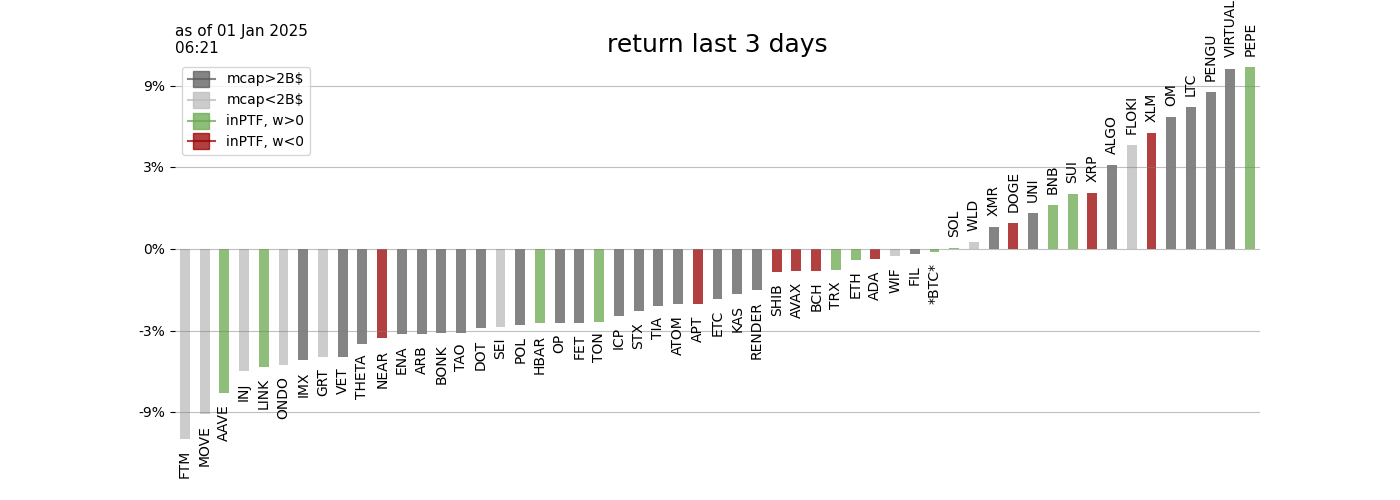 as of 01 Jan 2025
06:21
return last 3 days
mcap>2B$
mcap<2B$
inPTF, w>0
inPTF, w<0
9%
3%
0%
-3%
-9%
FTM
MOVE
AAVE
INJ
LINK
ONDO
IMX
GRT
VET
THETA
NEAR
ENA
ARB
BONK
TAO
DOT
SEI
POL
HBAR
OP
FET
TON
ICP
STX
TIA
ATOM
APT
ETC
KAS
RENDER
SHIB
AVAX
BCH
TRX
ETH
ADA
WIF
FIL
*BTC*
SOL
WLD
XMR
DOGE
UNI
BNB
SUI
XRP
ALGO
FLOKI
XLM
OM
LTC
PENGU
VIRTUAL
PEPE